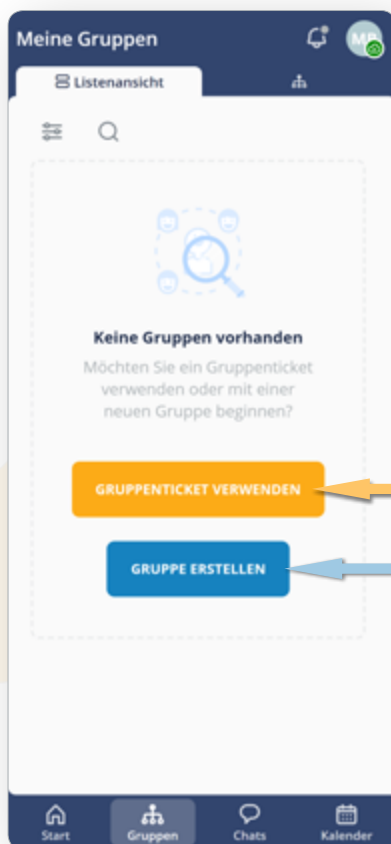 Meine Gruppen
MB
Listenansicht
Keine Gruppen vorhanden
Möchten Sie ein Gruppenticket
verwenden oder mit einer
neuen Gruppe beginnen?
GRUPPENTICKET VERWENDEN
GRUPPE ERSTELLEN
Start Gruppen Chats Kalender